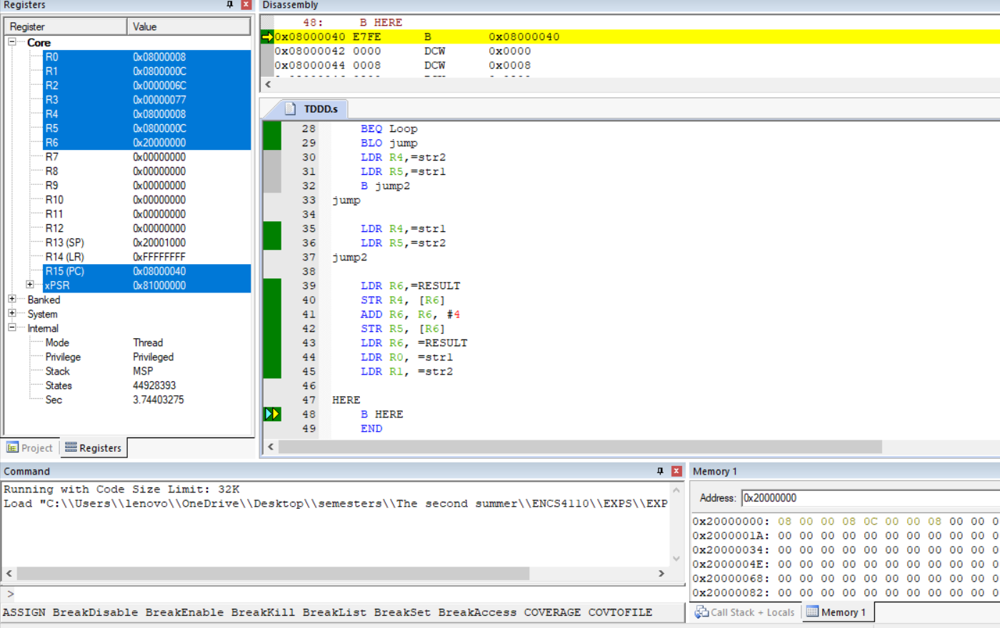 Registers
Register Value
Core
R0 0x08000008
R1 0x0800000C
R2 0x0000006C
R3 0x00000077
R4 0x08000008
R5 0x0800000C
R6 0x20000000
R7 0x00000000
R8 0x00000000
R9 0x00000000
R10 0x00000000
R11 0x00000000
R12 0x00000000
R13 (SP) 0x20001000
R14 (LR) 0xFFFFFFFF
R15 (PC) 0x08000040
xPSR 0x81000000
Banked
System
Internal
Mode Thread
Privilege Privileged
Stack MSP
States 44928393
Sec 3.74403275
Project Registers
Disassembly
48: B HERE
0x08000040 E7FE B 0x08000040
0x08000042 0000 DCW 0x0000
0x08000044 0008 DCW 0x0008
TDDD.s
28 BEQ Loop
29 BLO jump
30 LDR R4,=str2
31 LDR R5,=str1
32 B jump2
33 jump
34
35 LDR R4,=str1
36 LDR R5,=str2
37 jump2
38
39 LDR R6,=RESULT
40 STR R4, [R6]
41 ADD R6, R6, #4
42 STR R5, [R6]
43 LDR R6, =RESULT
44 LDR R0, =str1
45 LDR R1, =str2
46
47 HERE
48 B HERE
49 END
Command
Running with Code Size Limit: 32K
Load "C:\\Users\\lenovo\\OneDrive\\Desktop\\semesters\\The second summer\\ENCS4110\\EXPS\\EXP
>
ASSIGN BreakDisable BreakEnable BreakKill BreakList BreakSet BreakAccess COVERAGE COVTOFILE
Memory 1
Address: 0x20000000
0x20000000: 08 00 00 08 0C 00 00 08 00 00 0
0x2000001A: 00 00 00 00 00 00 00 00 00 00 0
0x20000034: 00 00 00 00 00 00 00 00 00 00 0
0x2000004E: 00 00 00 00 00 00 00 00 00 00 0
0x20000068: 00 00 00 00 00 00 00 00 00 00 0
0x20000082: 00 00 00 00 00 00 00 00 00 00 0
Call Stack + Locals Memory 1